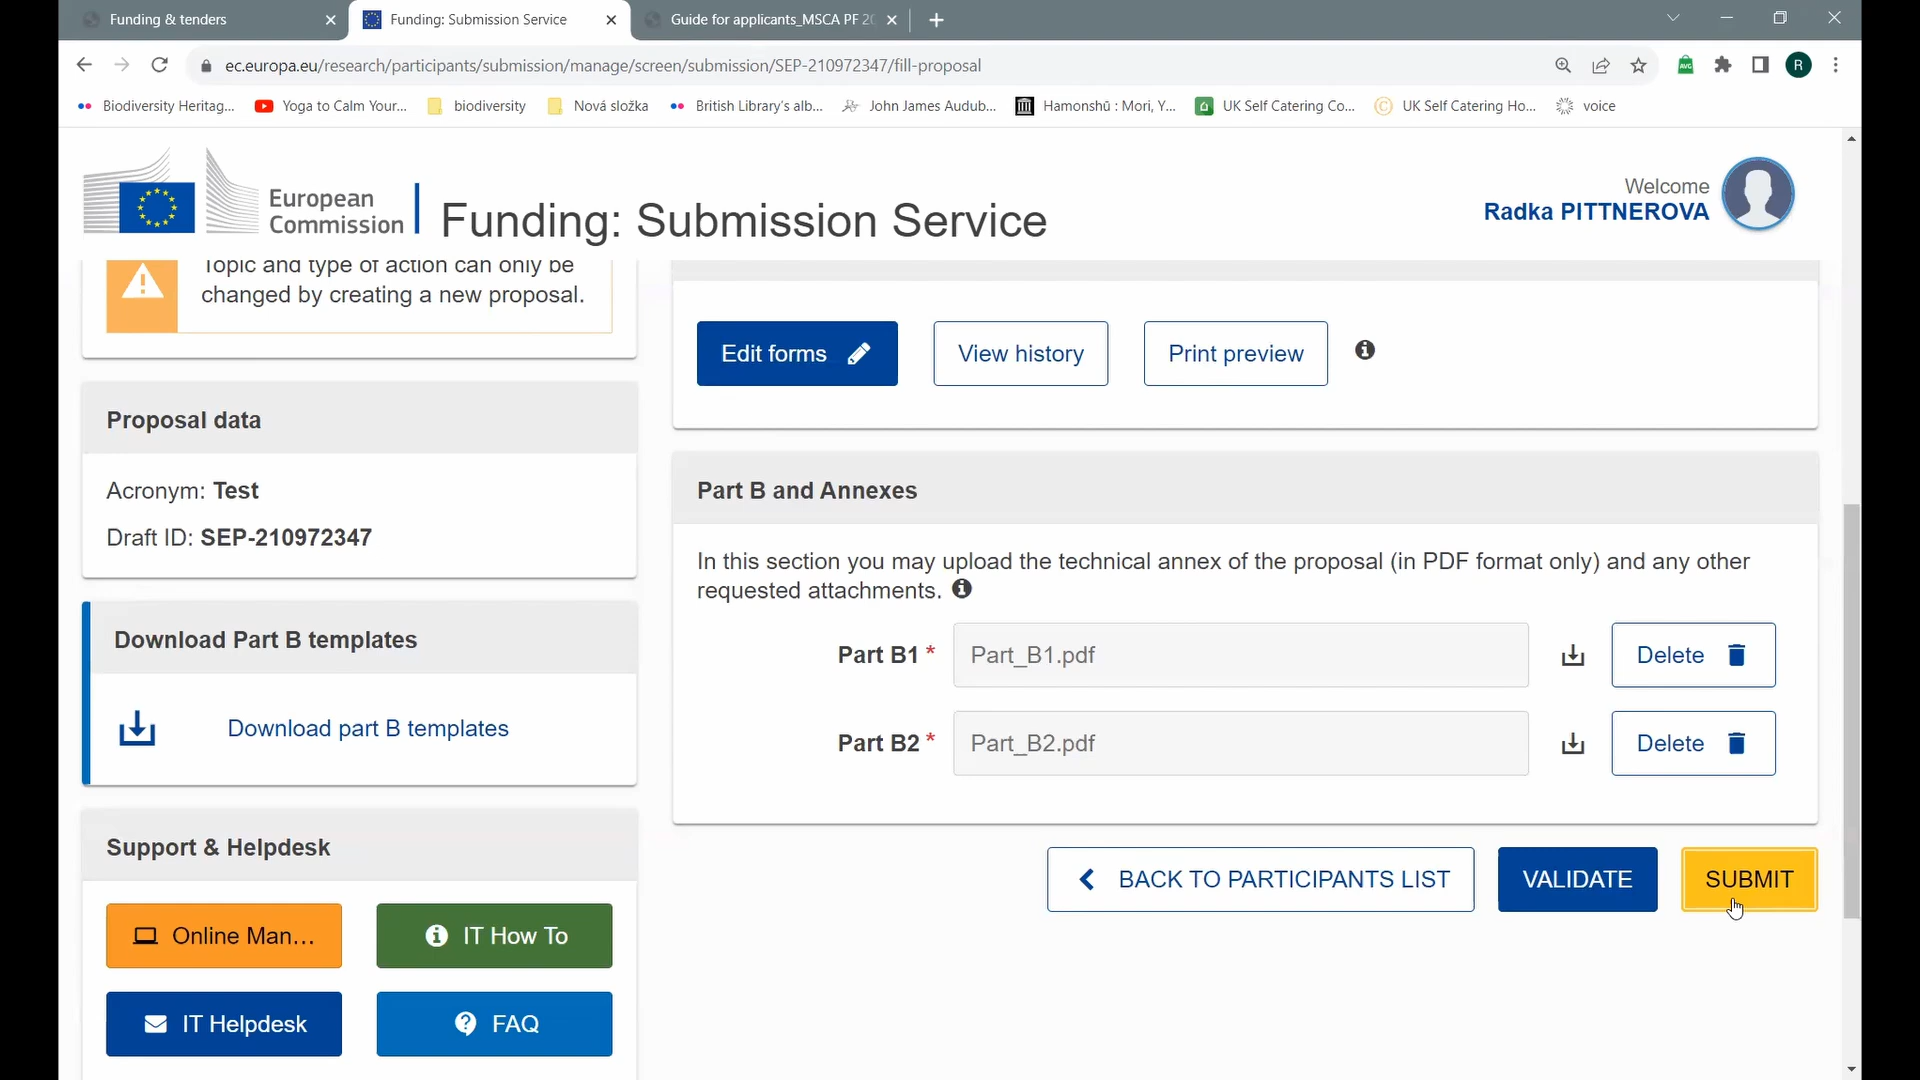 Funding & tenders
Funding: Submission Service
Guide for applicants_MSCA PF 20
ec.europa.eu/research/participants/submission/manage/screen/submission/SEP-210972347/fill-proposal
AVG
R
Biodiversity Heritag...
Yoga to Calm Your...
biodiversity
Nová složka
British Library's alb...
John James Audub...
Hamonshū : Mori, Y...
UK Self Catering Co...
UK Self Catering Ho...
voice
European
Commission
Funding: Submission Service
Welcome
Radka PITTNEROVA
Topic and type of action can only be
changed by creating a new proposal.
Edit forms
View history
Print preview
Proposal data
Acronym: Test
Draft ID: SEP-210972347
Download Part B templates
Download part B templates
Support & Helpdesk
Online Man...
IT How To
IT Helpdesk
FAQ
Part B and Annexes
In this section you may upload the technical annex of the proposal (in PDF format only) and any other
requested attachments.
Part B1 *
Part_B1.pdf
Delete
Part B2 *
Part_B2.pdf
Delete
BACK TO PARTICIPANTS LIST
VALIDATE
SUBMIT